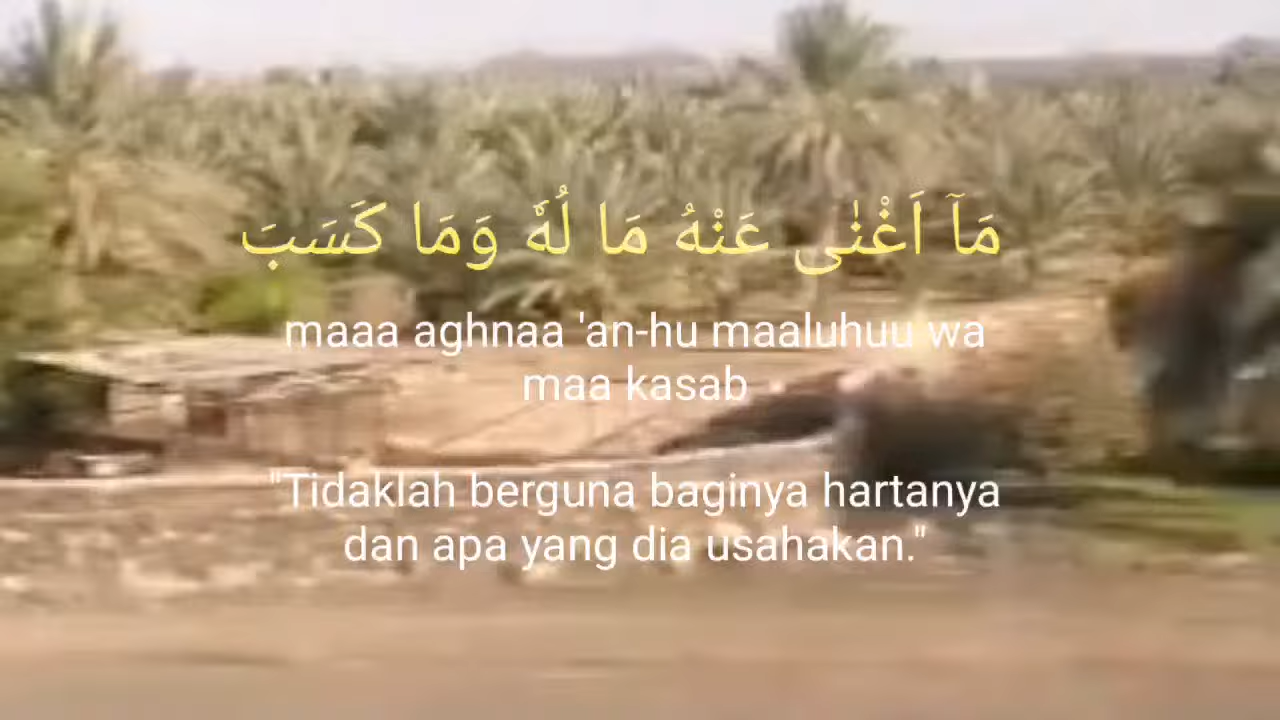 مَآ اَغْنٰى عَنْهُ مَا لُهٗ وَمَا كَسَبَ
maaa aghnaa 'an-hu maaluhuu wa
maa kasab
"Tidaklah berguna baginya hartanya
dan apa yang dia usahakan."